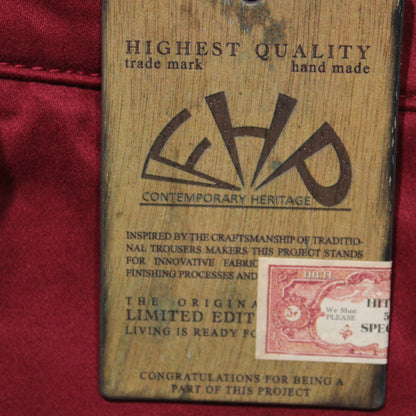 HIGHEST QUALITY
trade mark hand made
FHP
CONTEMPORARY HERITAGE
INSPIRED BY THE CRAFTSMANSHIP OF TRADITIO-
NAL TROUSERS MAKERS THIS PROJECT STANDS
FOR INNOVATIVE FABRIC
FINISHING PROCESSES AND
THE ORIGINA
LIMITED EDIT
LIVING IS READY FO
We Must
PLEASE
HIT
SPEC
CONGRATULATIONS FOR BEING A
PART OF THIS PROJECT